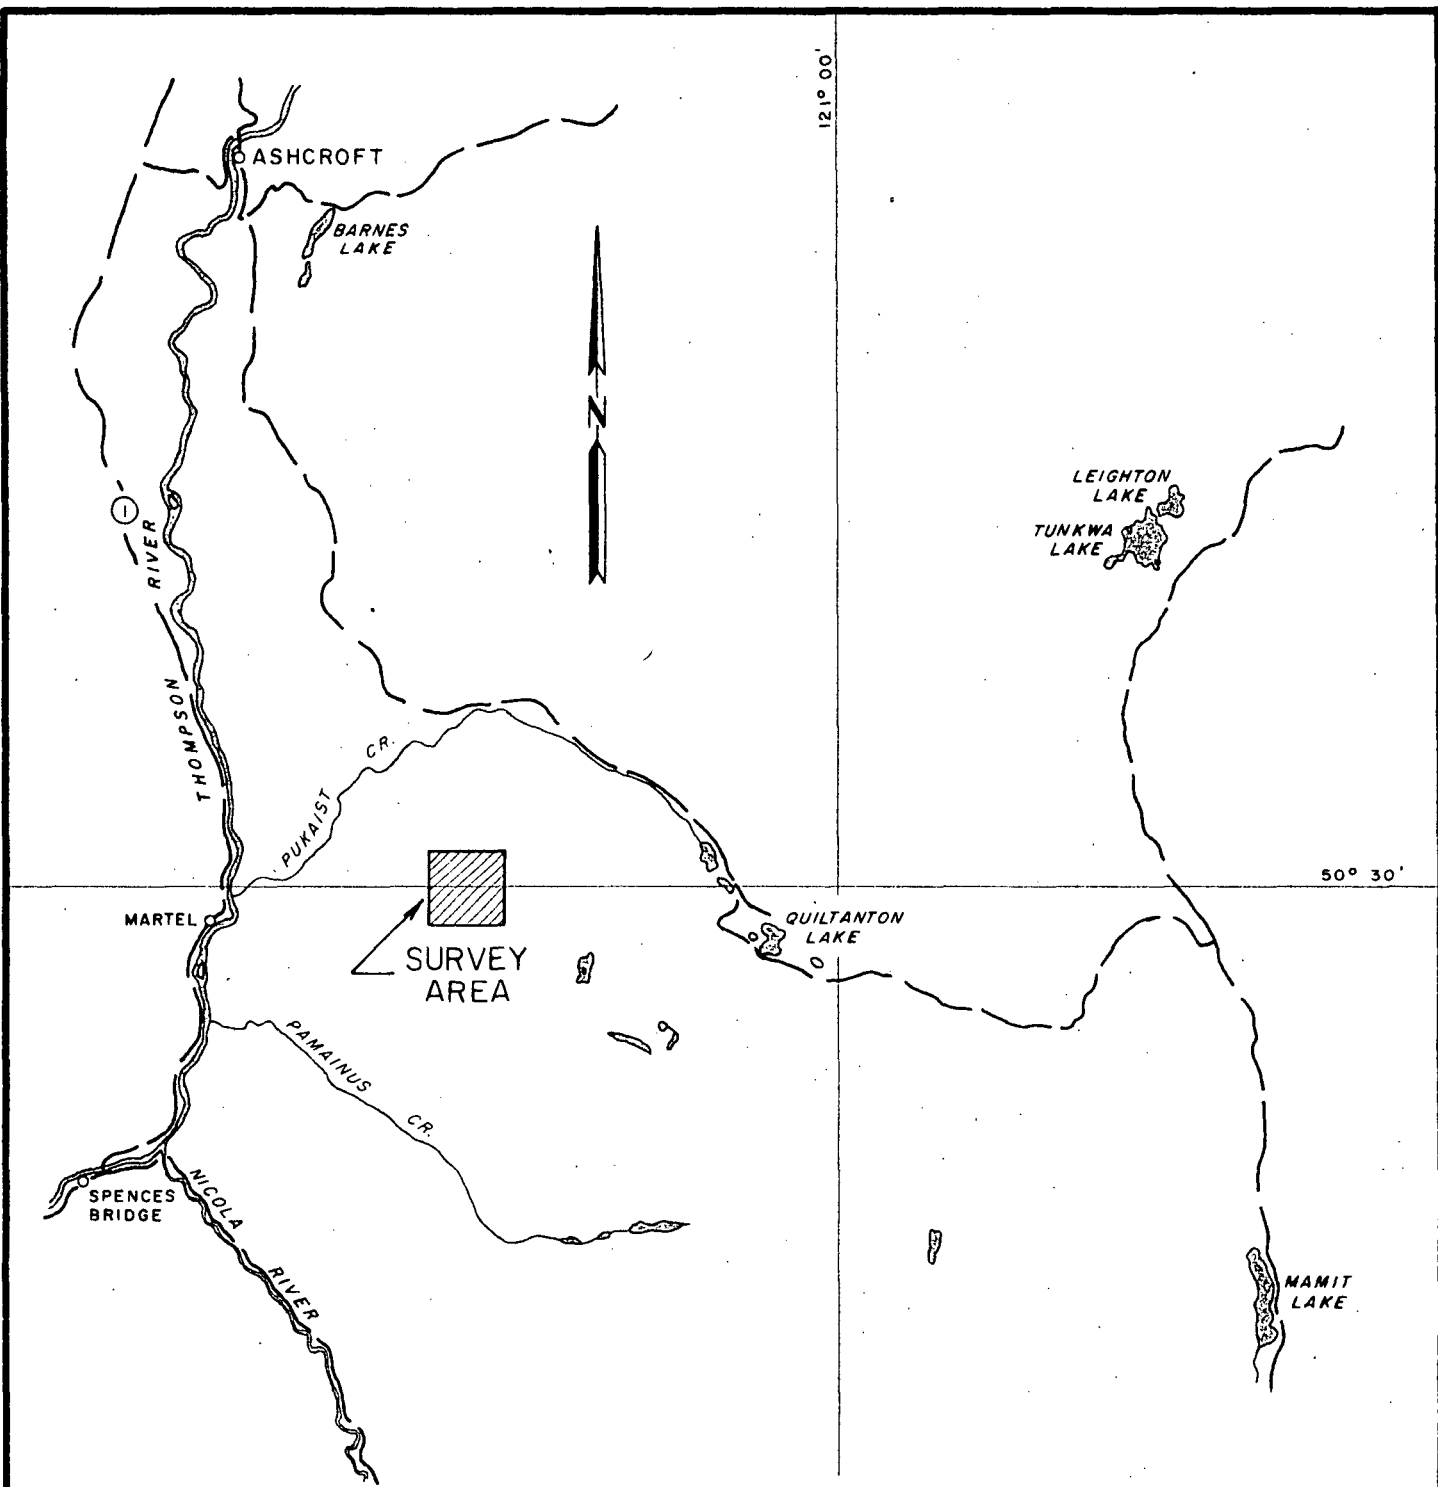 121° 00'
ASHCROFT
BARNES
LAKE
N
LEIGHTON
LAKE
TUNKWA
LAKE
1
THOMPSON RIVER
PUKAIST CR.
50° 30'
MARTEL
QUILTANTON
LAKE
SURVEY
AREA
PAMAINUS CR.
SPENCES
BRIDGE
NICOLA RIVER
MAMIT
LAKE